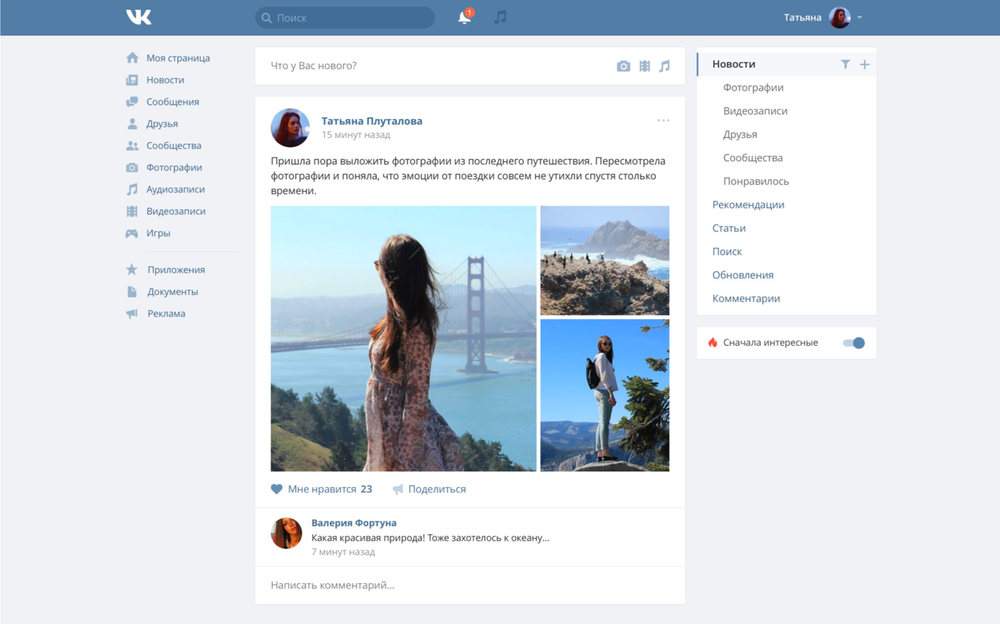 Поиск
1
Татьяна
Моя страница
Новости
Сообщения
Друзья
Сообщества
Фотографии
Аудиозаписи
Видеозаписи
Игры
Приложения
Документы
Реклама
Что у Вас нового?
Татьяна Плуталова
15 минут назад
Пришла пора выложить фотографии из последнего путешествия. Пересмотрела
фотографии и поняла, что эмоции от поездки совсем не утихли спустя столько
времени.
Мне нравится 23
Поделиться
Валерия Фортуна
Какая красивая природа! Тоже захотелось к океану...
7 минут назад
Написать комментарий...
Новости
Фотографии
Видеозаписи
Друзья
Сообщества
Понравилось
Рекомендации
Статьи
Поиск
Обновления
Комментарии
Сначала интересные